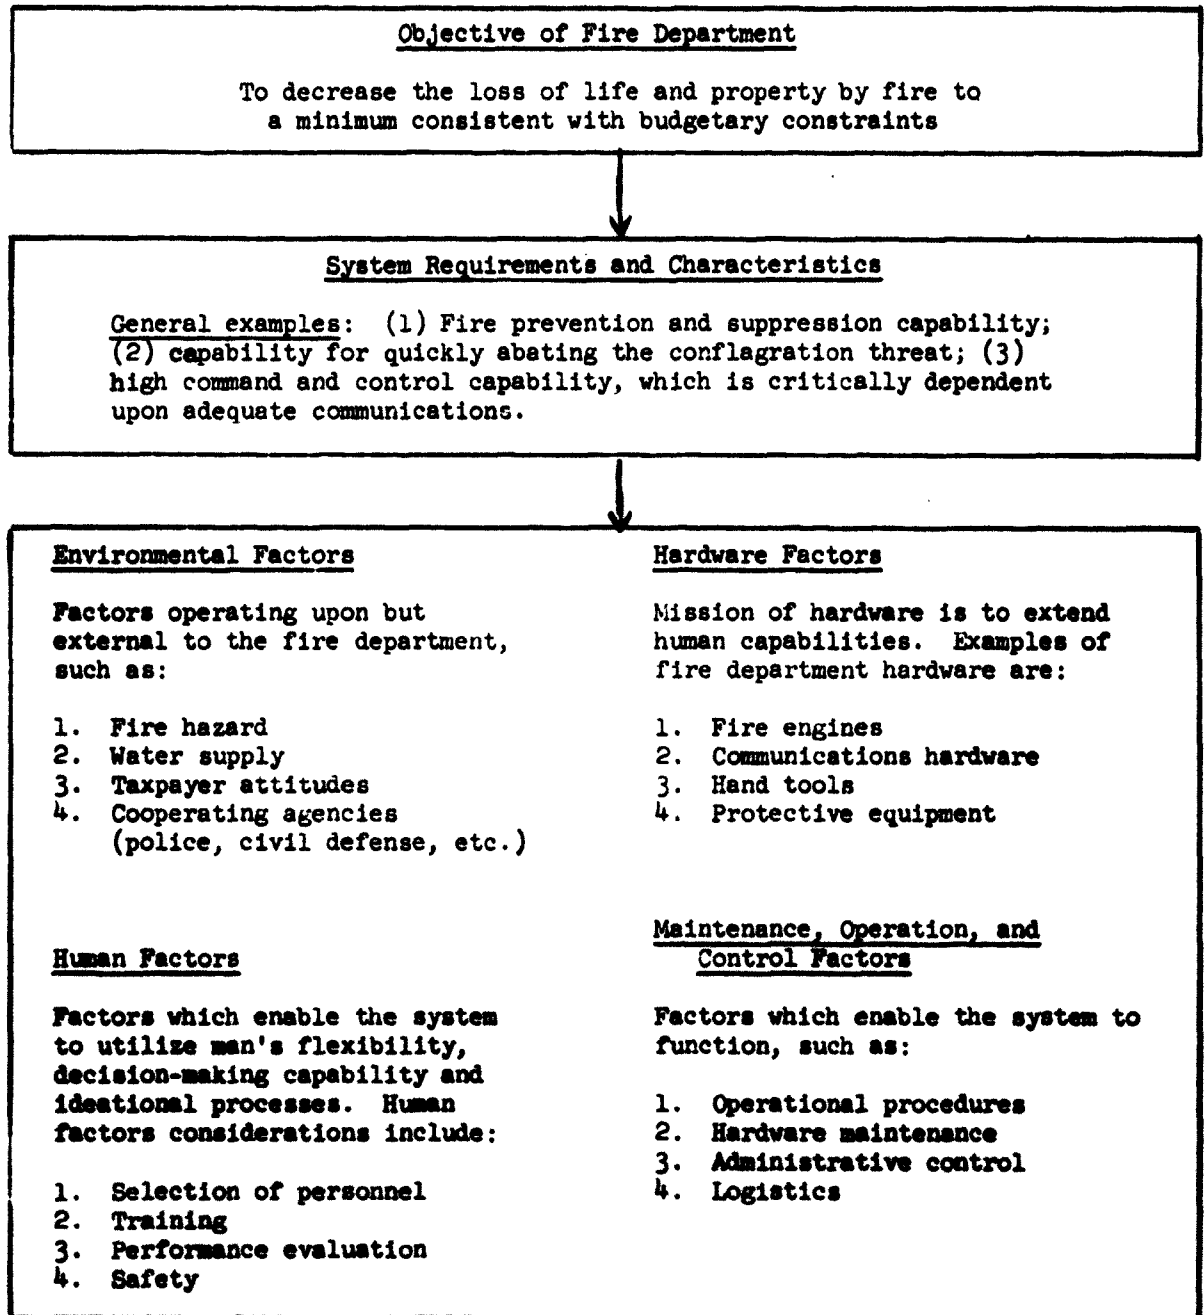 Objective of Fire Department
To decrease the loss of life and property by fire to
a minimum consistent with budgetary constraints
System Requirements and Characteristics
General examples: (1) Fire prevention and suppression capability;
(2) capability for quickly abating the conflagration threat; (3)
high command and control capability, which is critically dependent
upon adequate communications.
Environmental Factors
Factors operating upon but
external to the fire department,
such as:
1. Fire hazard
2. Water supply
3. Taxpayer attitudes
4. Cooperating agencies
(police, civil defense, etc.)
Hardware Factors
Mission of hardware is to extend
human capabilities. Examples of
fire department hardware are:
1. Fire engines
2. Communications hardware
3. Hand tools
4. Protective equipment
Human Factors
Factors which enable the system
to utilize man's flexibility,
decision-making capability and
ideational processes. Human
factors considerations include:
1. Selection of personnel
2. Training
3. Performance evaluation
4. Safety
Maintenance, Operation, and
Control Factors
Factors which enable the system to
function, such as:
1. Operational procedures
2. Hardware maintenance
3. Administrative control
4. Logistics